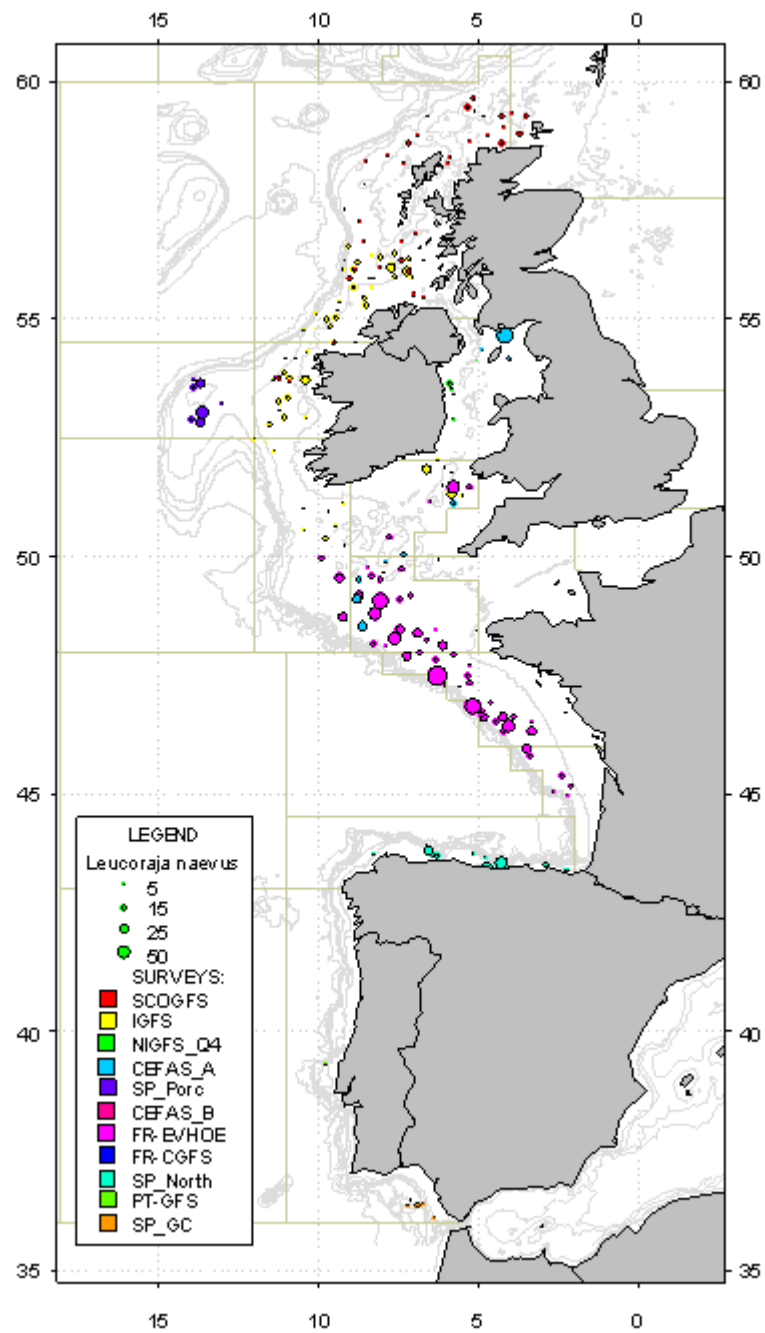 15 10 5 0
60 60
55 55
50 50
45 45
LEGEND
Leucoraja naevus
5
15
25
50
SURVEYS:
SCOGFS
IGFS
NIGFS_Q4
CEFAS_A
SP_Porc
CEFAS_B
FR-EVHOE
FR-CGFS
SP_North
PT-GFS
SP_GC
40 40
35 35
15 10 5 0